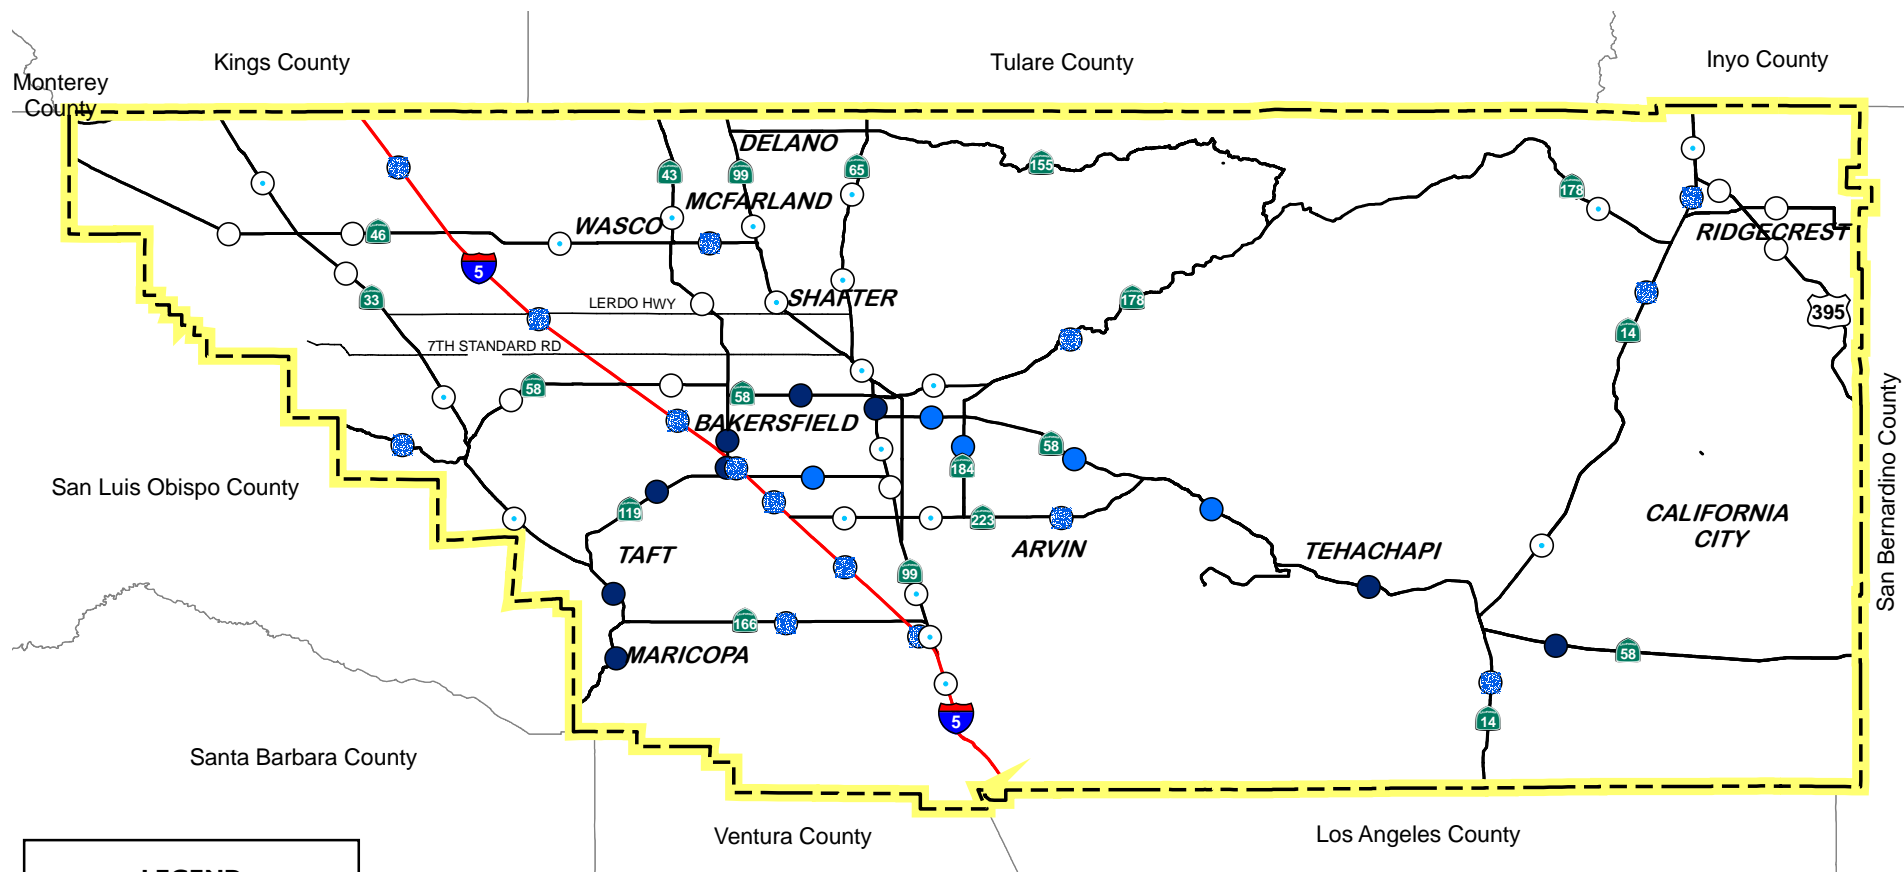 Kings County
Tulare County
Inyo County
Monterey
County
DELANO
155
43
99
65
178
MCFARLAND
WASCO
46
RIDGECREST
5
33
LERDO HWY
SHAFTER
178
395
14
7TH STANDARD RD
58
58
BAKERSFIELD
58
184
San Luis Obispo County
119
223
CALIFORNIA
CITY
TAFT
ARVIN
TEHACHAPI
99
San Bernardino County
166
MARICOPA
58
5
14
Santa Barbara County
Ventura County
Los Angeles County